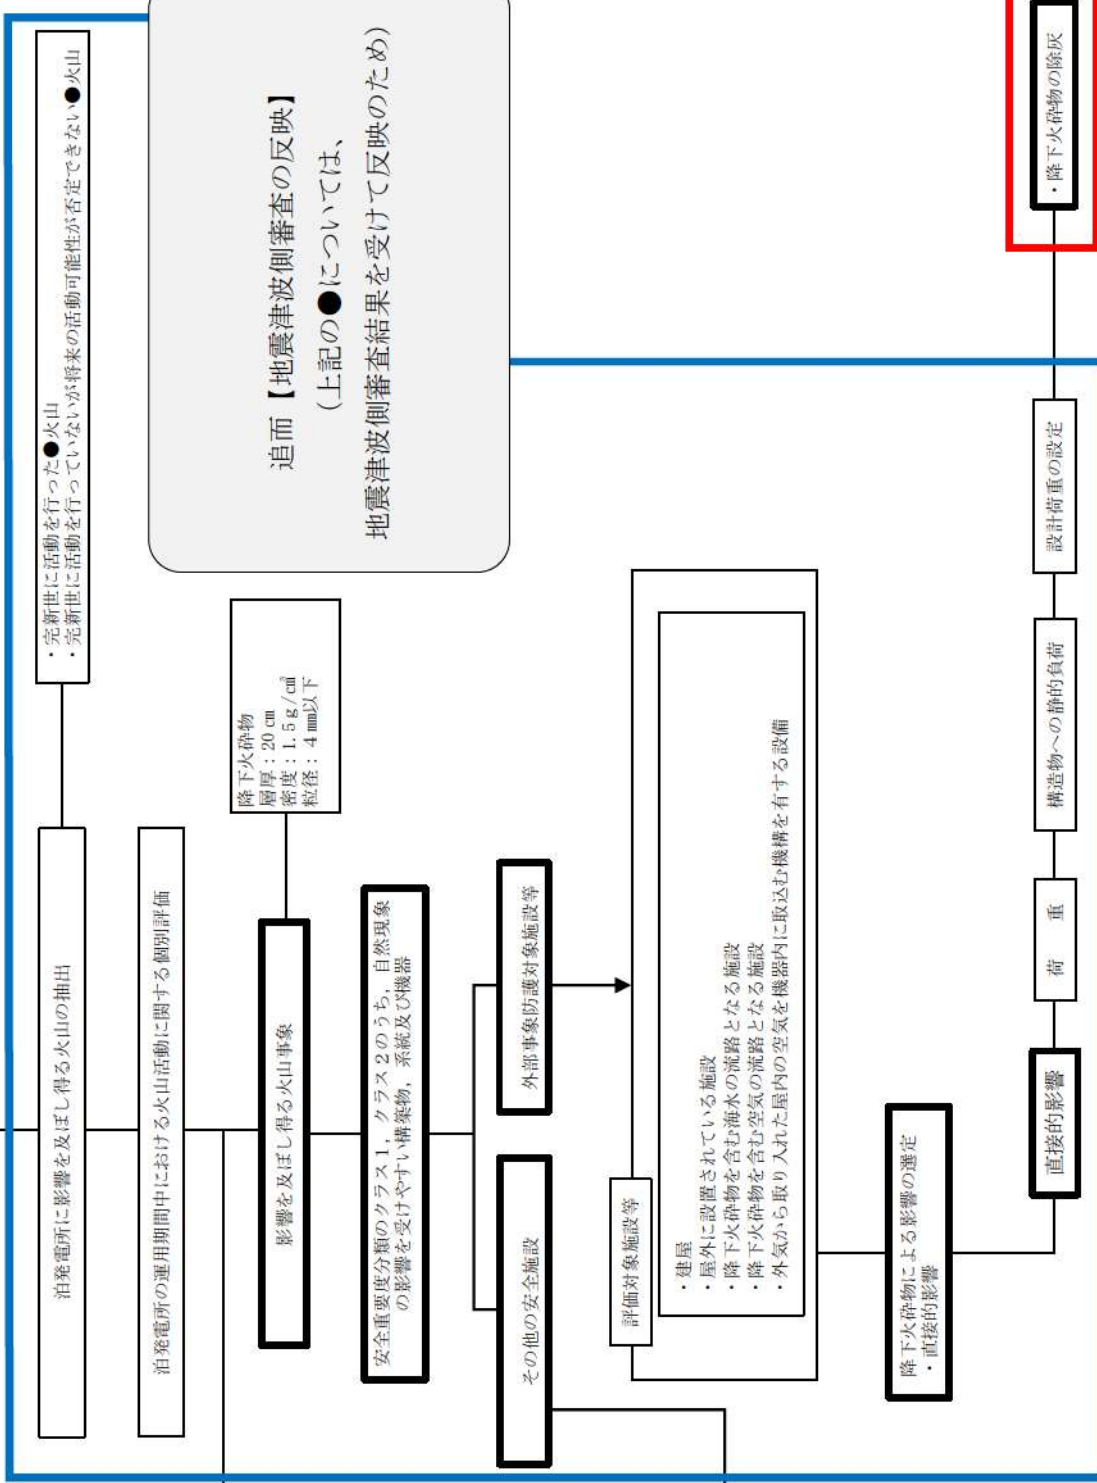 泊発電所に影響を及ぼし得る火山の抽出
・完新世に活動を行った●火山
・完新世に活動を行っていないが将来の活動可能性が否定できない●火山
泊発電所の運用期間中における火山活動に関する個別評価
追而【地震津波側審査の反映】
(上記の●については、
地震津波側審査結果を受けて反映のため)
影響を及ぼし得る火山事象
降下火砕物
層厚：20 cm
密度：1.5 g/cm³
粒径：4 mm以下
安全重要度分類のクラス1，クラス2のうち，自然現象
の影響を受けやすい構築物，系統及び機器
その他の安全施設
外部事象防護対象施設等
評価対象施設等
・建屋
・屋外に設置されている施設
・降下火砕物を含む海水の流路となる施設
・降下火砕物を含む空気の流路となる施設
・外気から取り入れた屋内の空気を機器内に取込む機構を有する設備
降下火砕物による影響の選定
・直接的影響
直接的影響
荷　重
構造物への静的負荷
設計荷重の設定
・降下火砕物の除灰